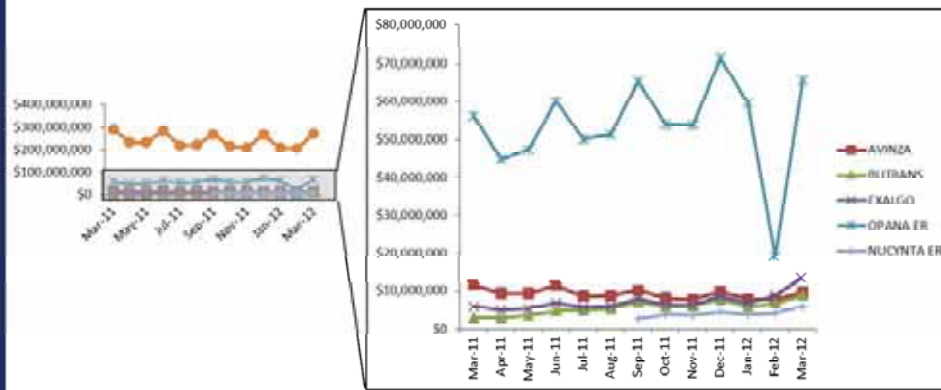 $400,000,000
$300,000,000
$200,000,000
$100,000,000
$0
Mar-11
May-11
Jul-11
Sep-11
Nov-11
Jan-12
Mar-12
$80,000,000
$70,000,000
$60,000,000
$50,000,000
$40,000,000
$30,000,000
$20,000,000
$10,000,000
$0
Mar-11
Apr-11
May-11
Jun-11
Jul-11
Aug-11
Sep-11
Oct-11
Nov-11
Dec-11
Jan-12
Feb-12
Mar-12
AVINZA
BUTRANS
EXALGO
OPANA ER
NUCYNTA ER